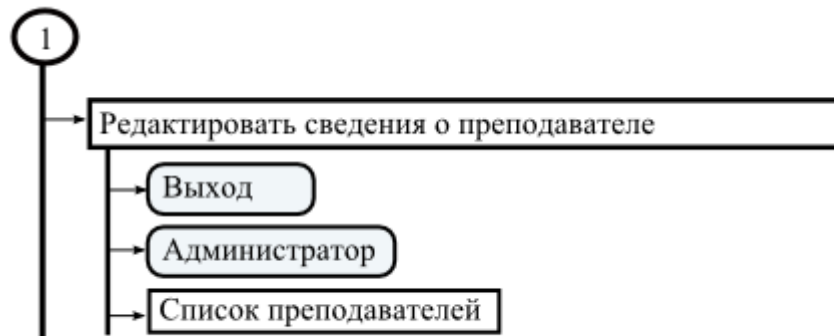 1
Редактировать сведения о преподавателе
Выход
Администратор
Список преподавателей